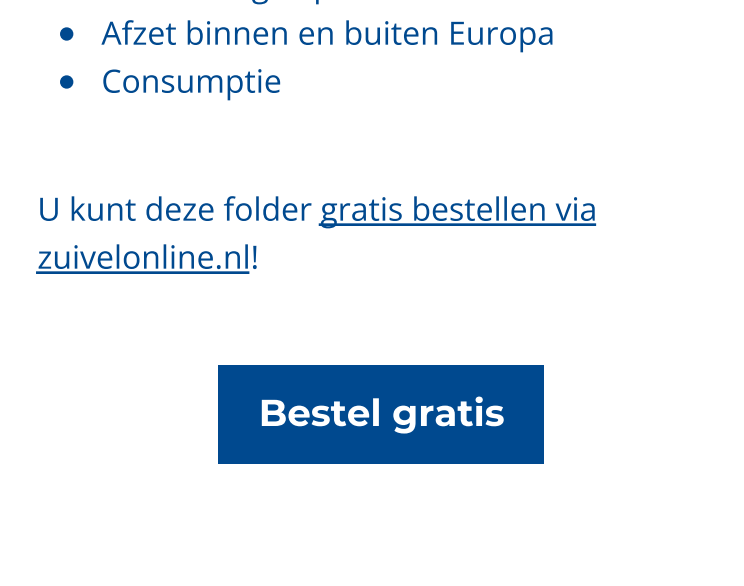 Afzet binnen en buiten Europa
Consumptie
U kunt deze folder gratis bestellen via
zuivelonline.nl!
Bestel gratis